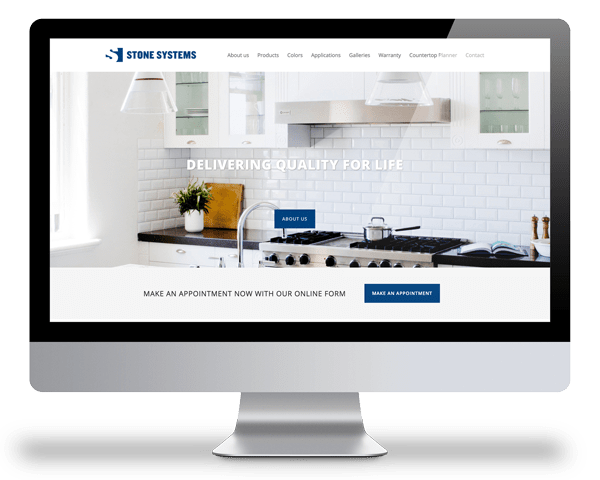 STONE SYSTEMS
About us Products Colors Applications Galleries Warranty Countertop Planner Contact
DELIVERING QUALITY FOR LIFE
ABOUT US
MAKE AN APPOINTMENT NOW WITH OUR ONLINE FORM MAKE AN APPOINTMENT